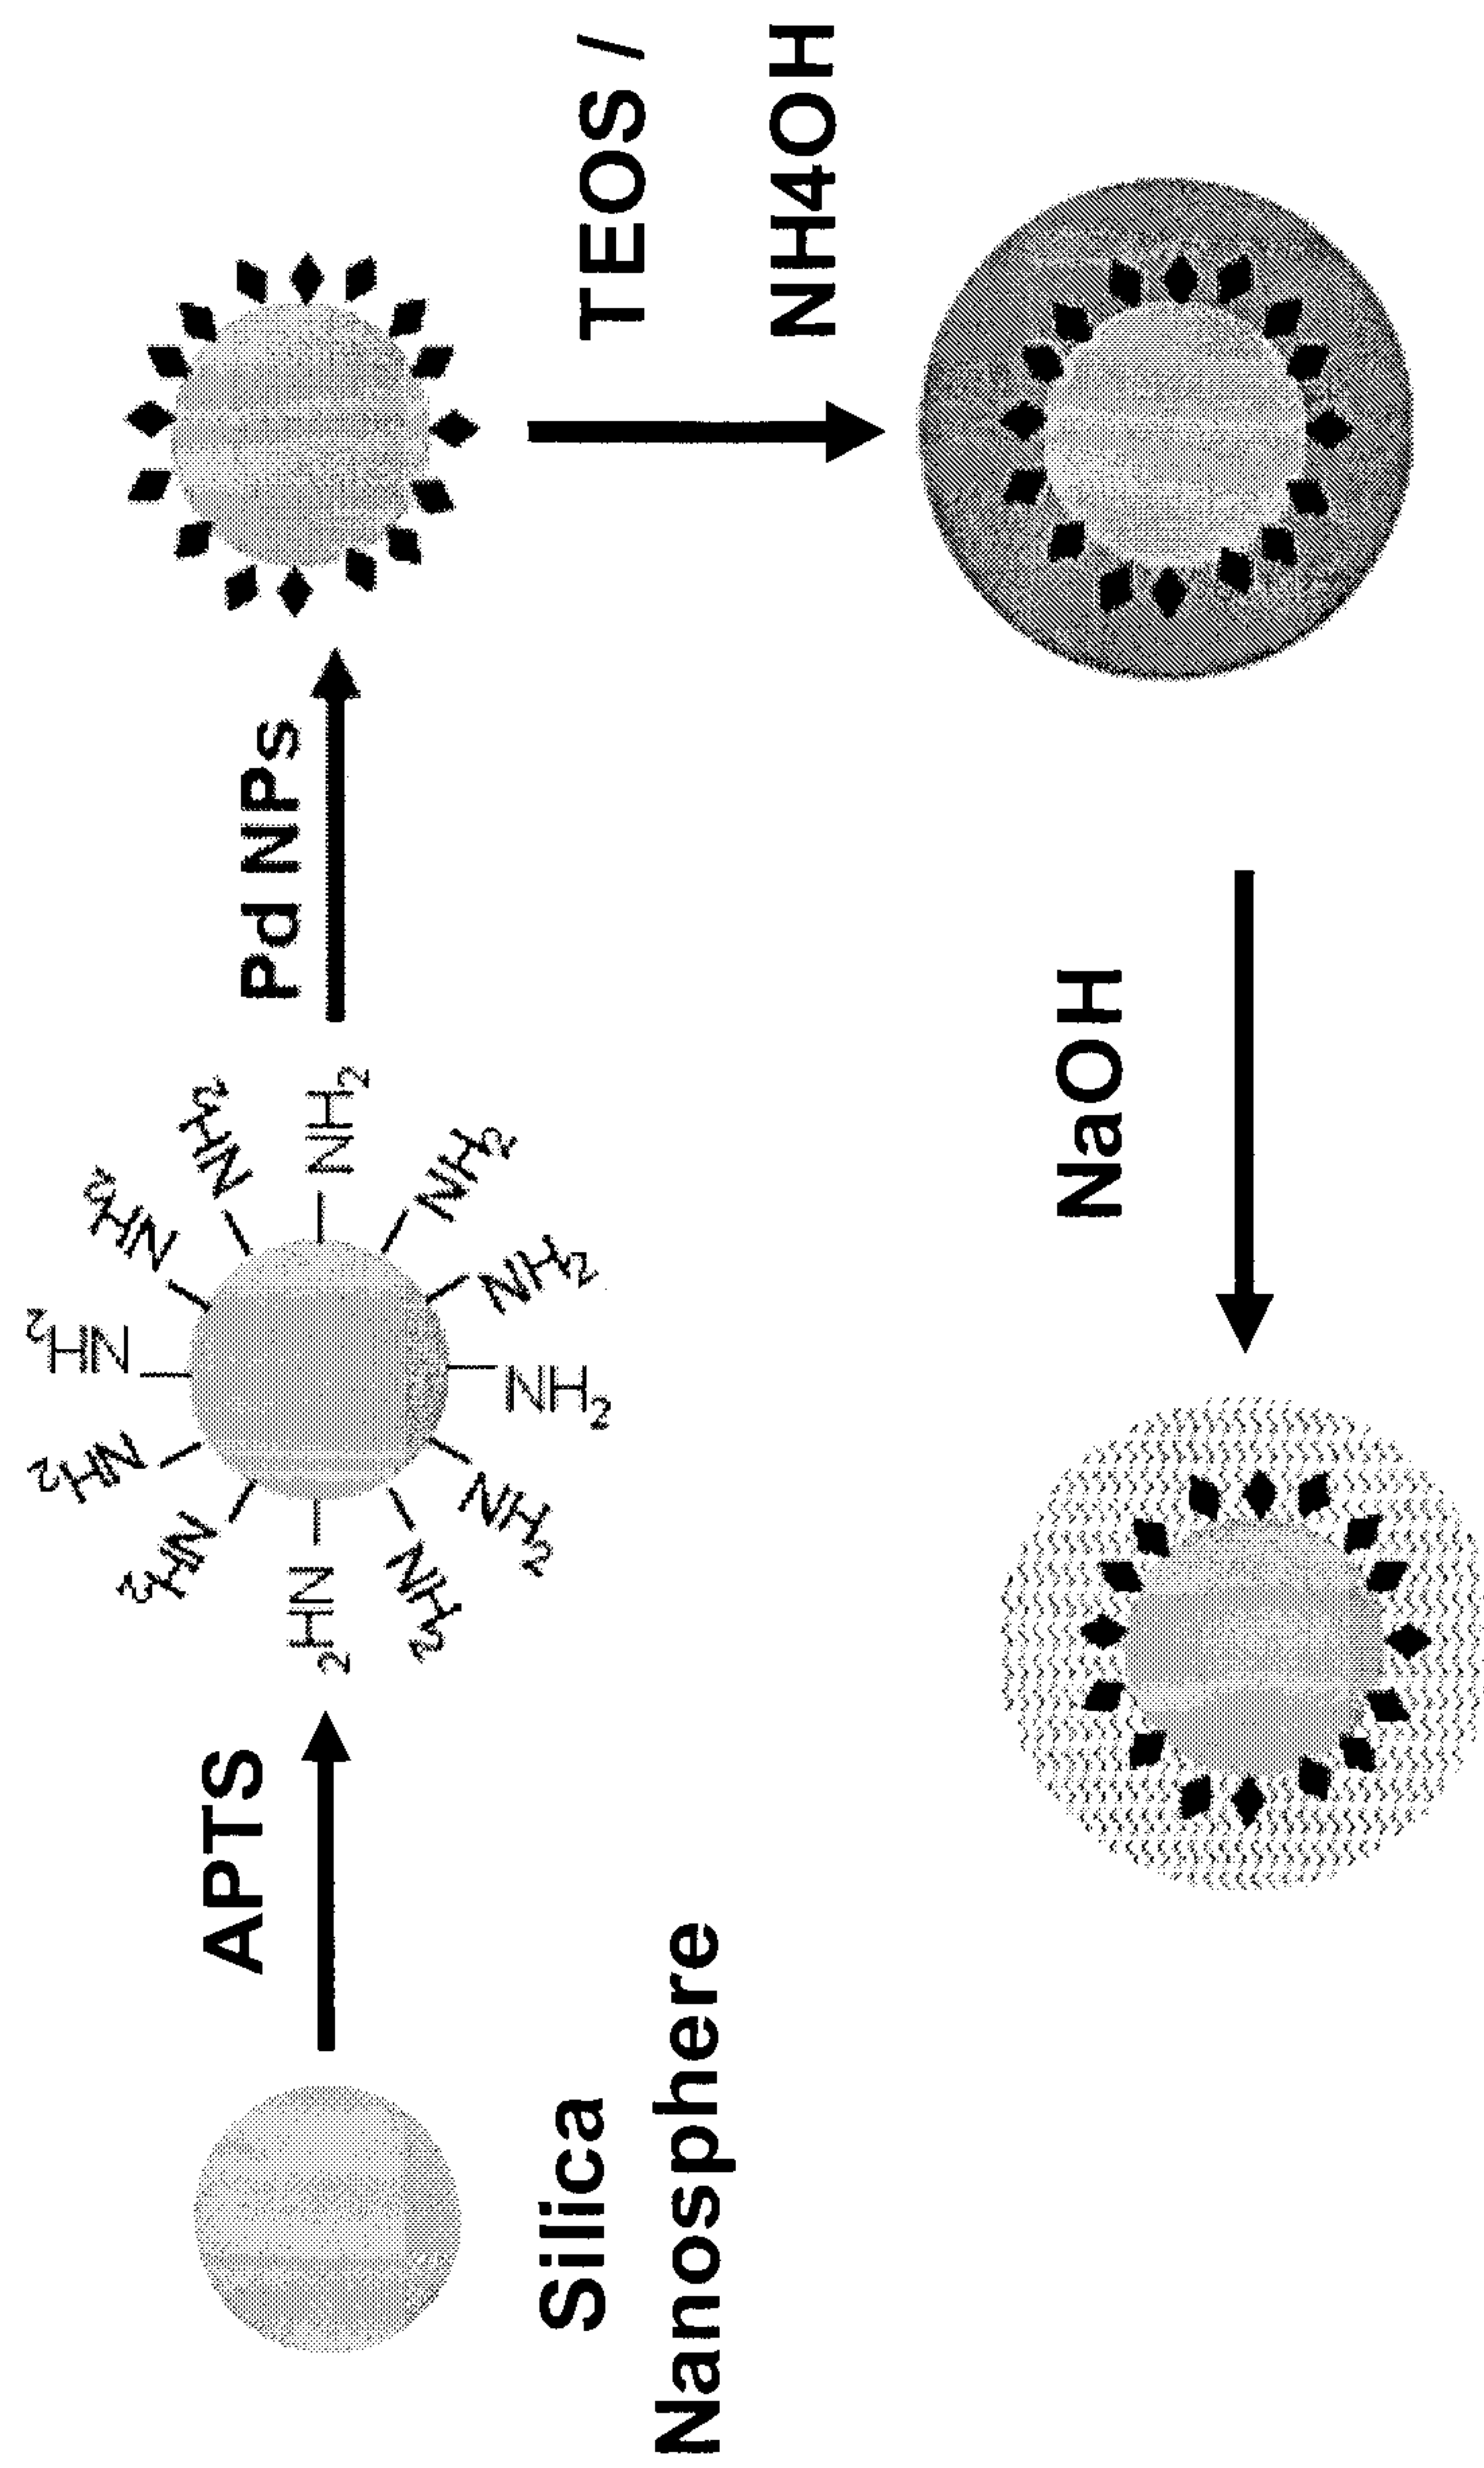 APTS
NH₂
NH₂
NH₂
NH₂
NH₂
NH₂
NH₂
NH₂
NH₂
NH₂
NH₂
NH₂
Pd NPs
Silica
Nanosphere
TEOS /
NH4OH
NaOH